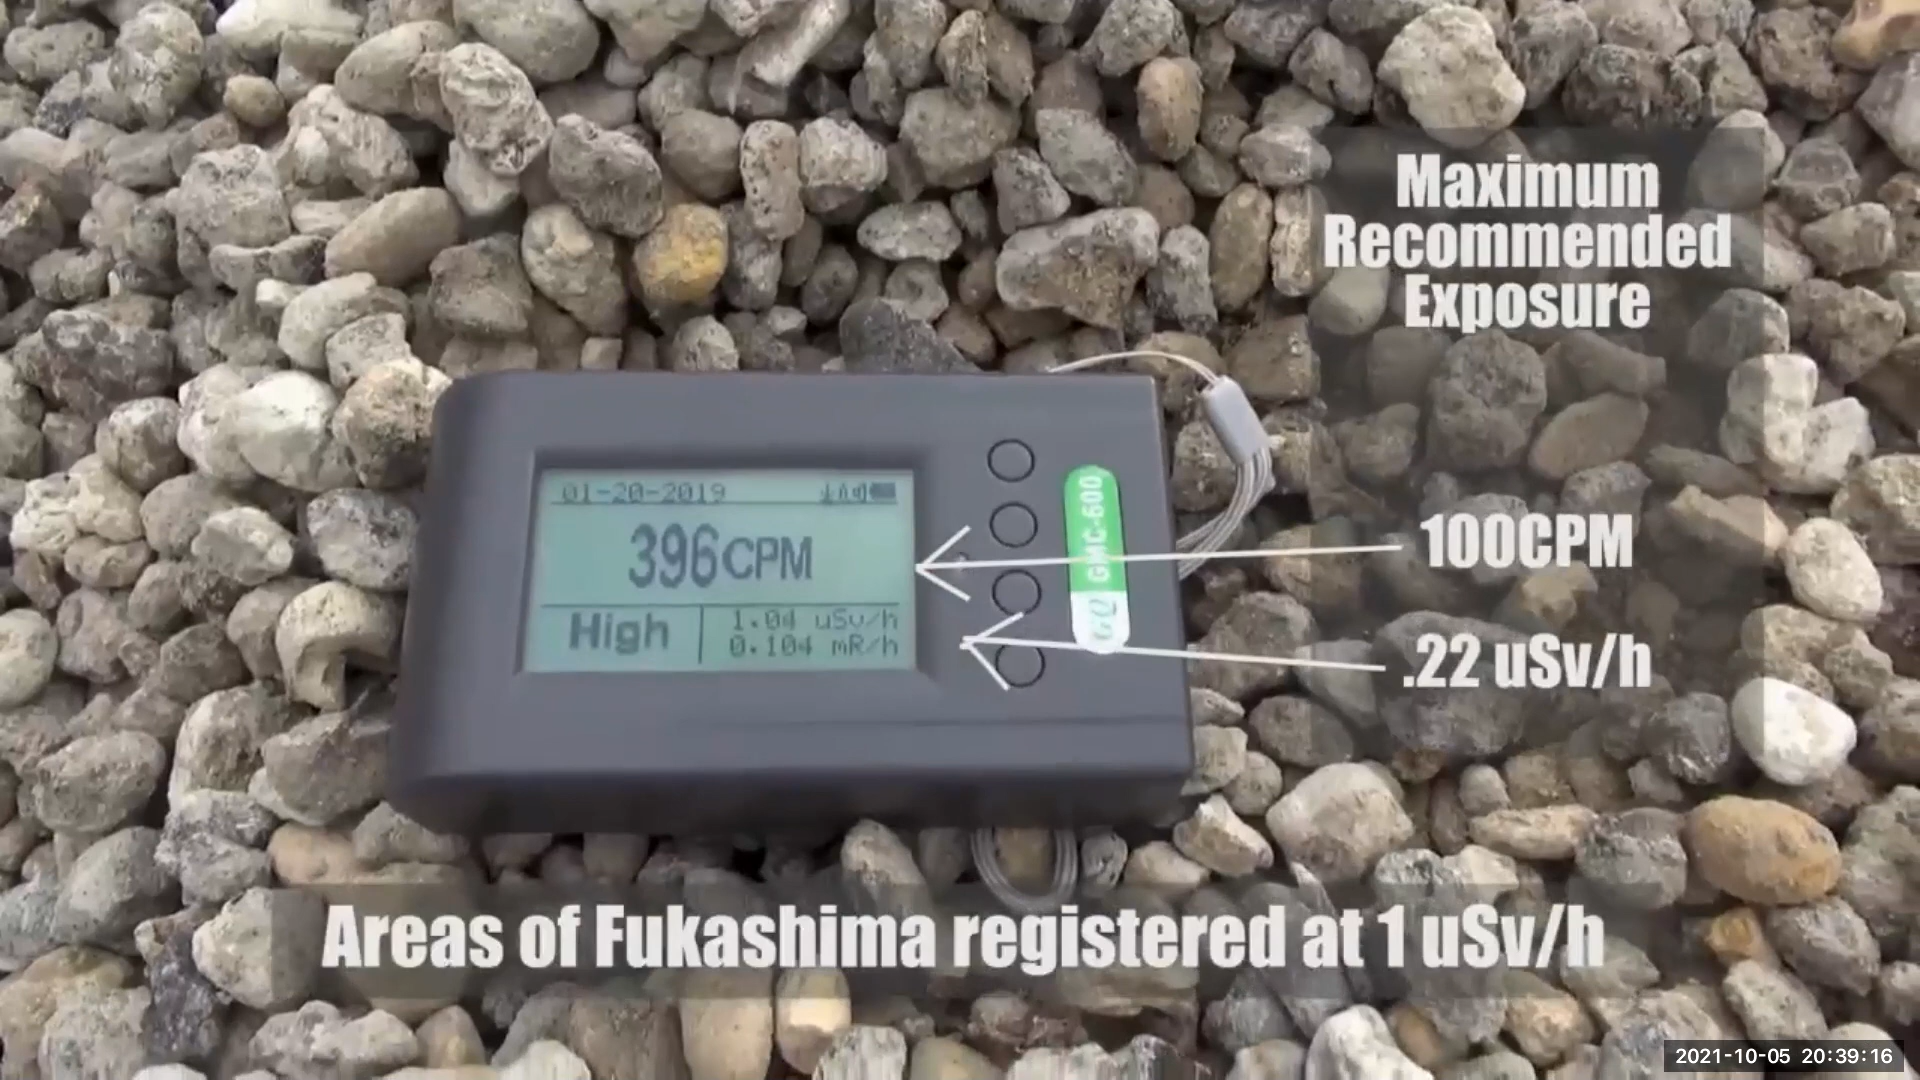 Maximum
Recommended
Exposure
01-20-2019
396CPM
High
1.04 uSv/h
0.104 mR/h
GQ GMC-600
100CPM
.22 uSv/h
Areas of Fukashima registered at 1 uSv/h
2021-10-05 20:39:16